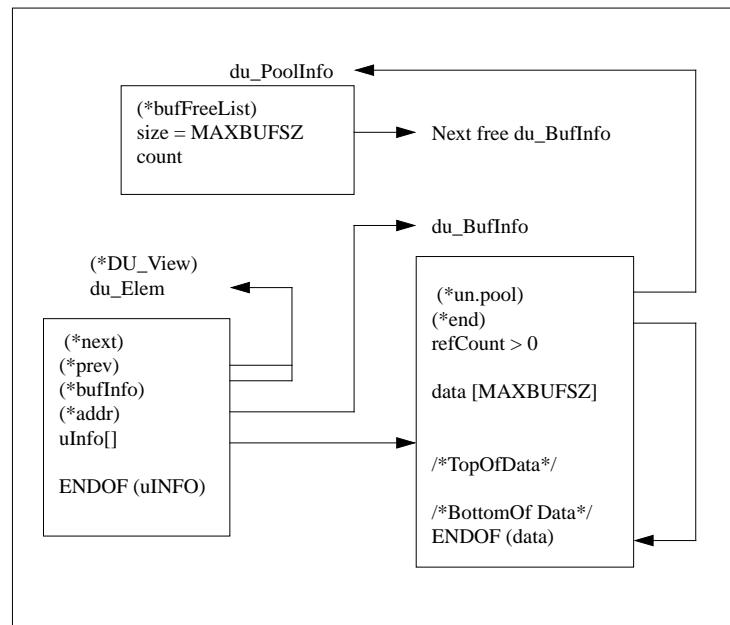 du_PoolInfo
(*bufFreeList)
size = MAXBUFSZ
count
Next free du_BufInfo
du_BufInfo
(*DU_View)
du_Elem
(*next)
(*prev)
(*bufInfo)
(*addr)
uInfo[]
ENDOF (uINFO)
(*un.pool)
(*end)
refCount > 0
data [MAXBUFSZ]
/*TopOfData*/
/*BottomOf Data*/
ENDOF (data)